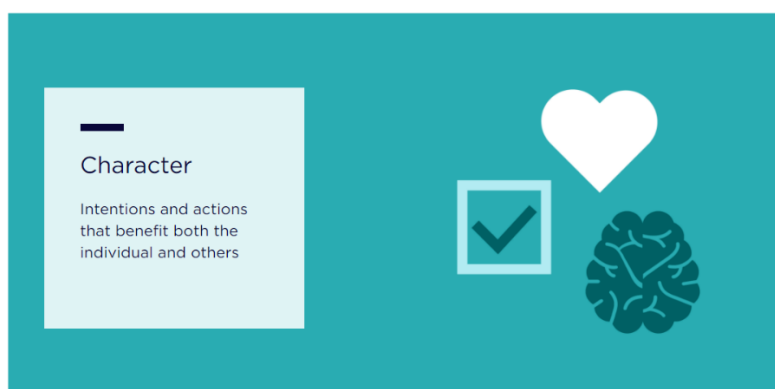 Character
Intentions and actions
that benefit both the
individual and others